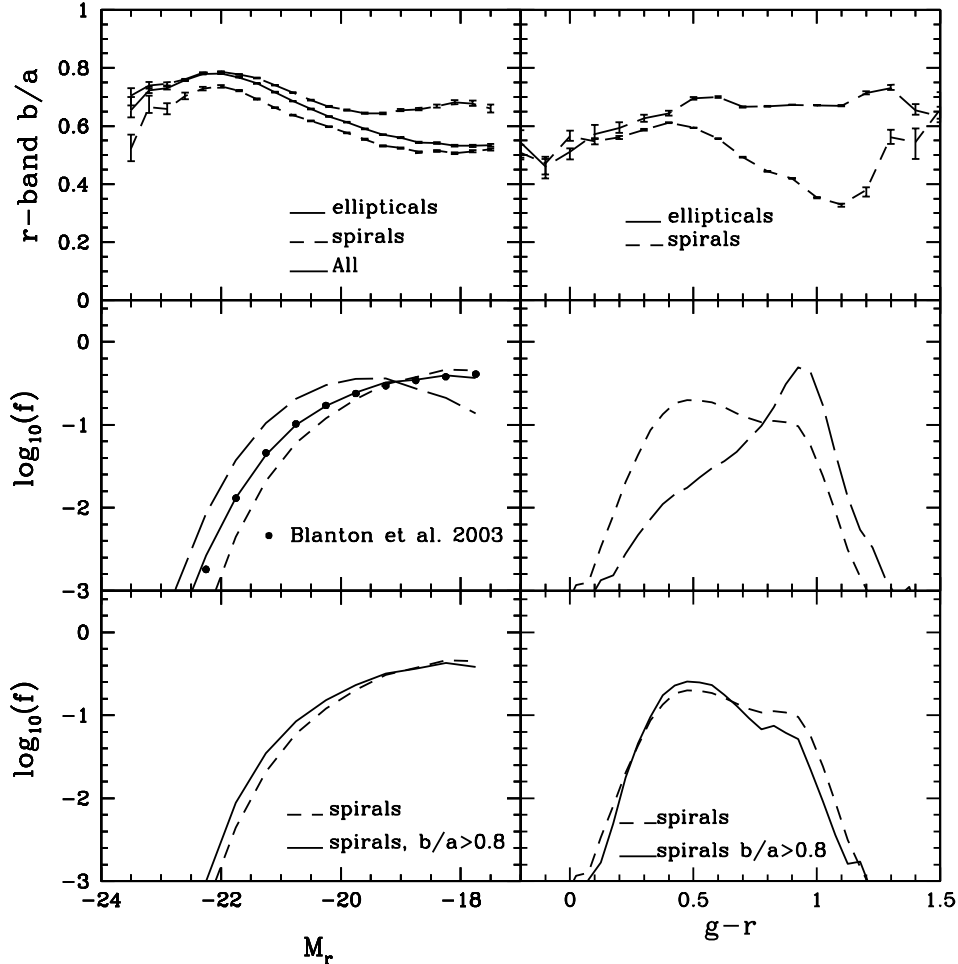 1
0.8
0.6
0.4
0.2
0
r-band b/a
ellipticals
spirals
All
ellipticals
spirals
0
-1
-2
-3
log10(f)
Blanton et al. 2003
0
-1
-2
-3
log10(f)
spirals
spirals, b/a>0.8
spirals
spirals b/a>0.8
-24
-22
-20
-18
Mr
0
0.5
1
1.5
g-r